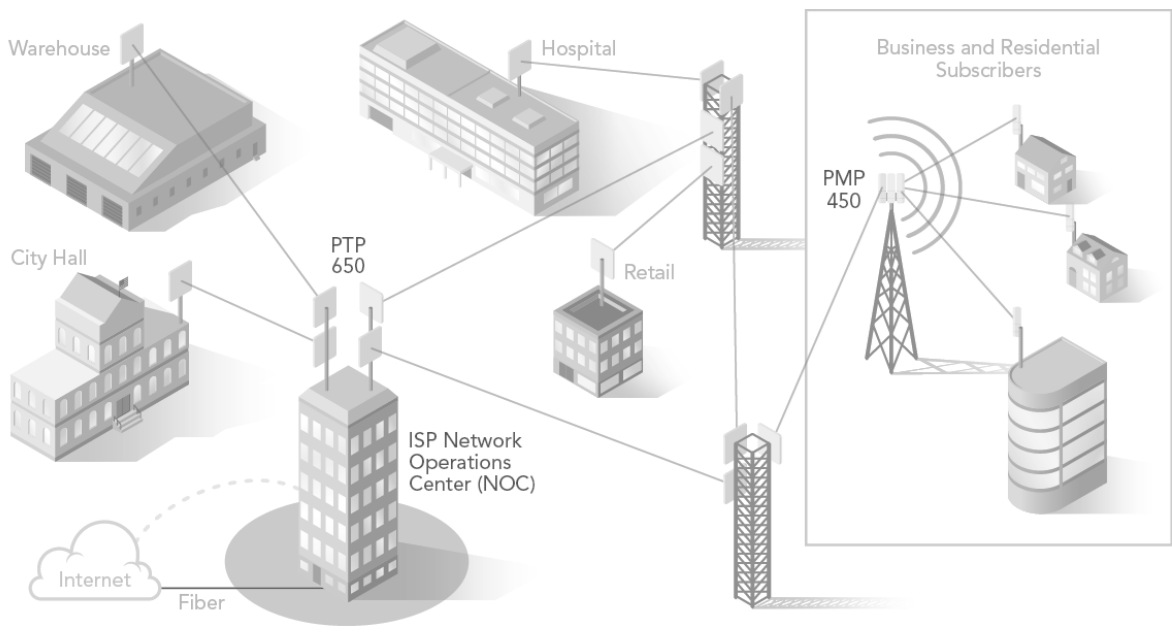 Warehouse
Hospital
Business and Residential
Subscribers
PMP
450
PTP
650
City Hall
Retail
ISP Network
Operations
Center (NOC)
Internet
Fiber